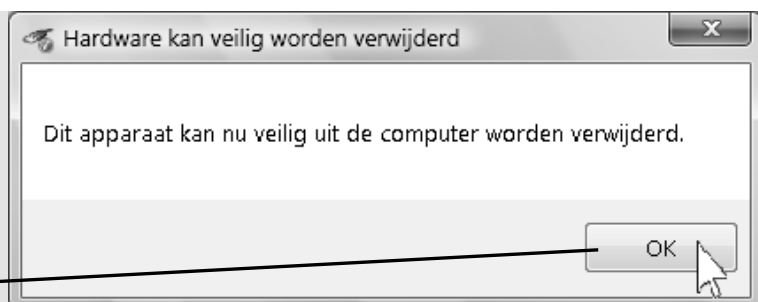 Hardware kan veilig worden verwijderd
Dit apparaat kan nu veilig uit de computer worden verwijderd.
OK